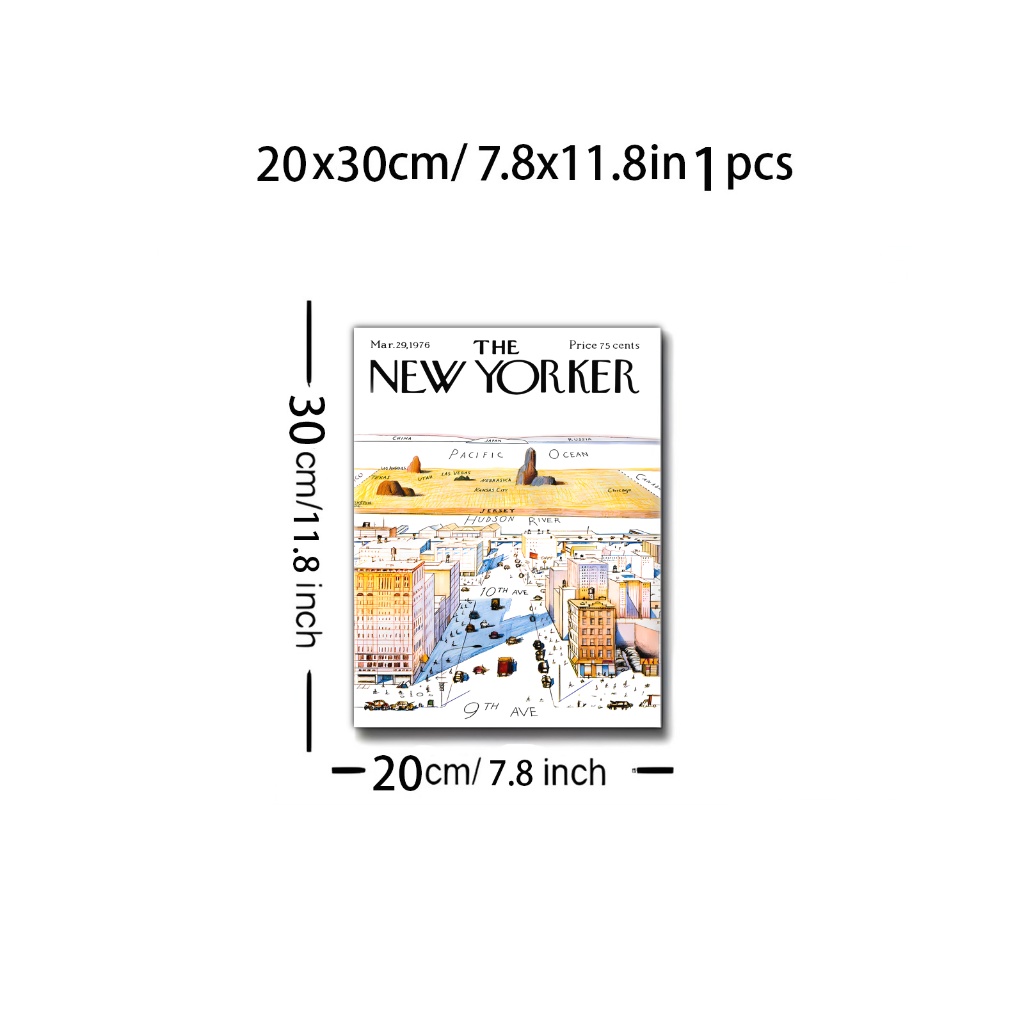 20x30cm/ 7.8x11.8in 1 pcs
Mar. 29, 1976 THE Price 75 cents
NEW YORKER
CHINA JAPAN RUSSIA
PACIFIC OCEAN
LOS ANGELES
TEXAS UTAH LAS VEGAS NEBRASKA
KANSAS CITY Chicago
JERSEY
HUDSON RIVER
10TH AVE
9TH AVE
30cm/11.8 inch
20cm/ 7.8 inch